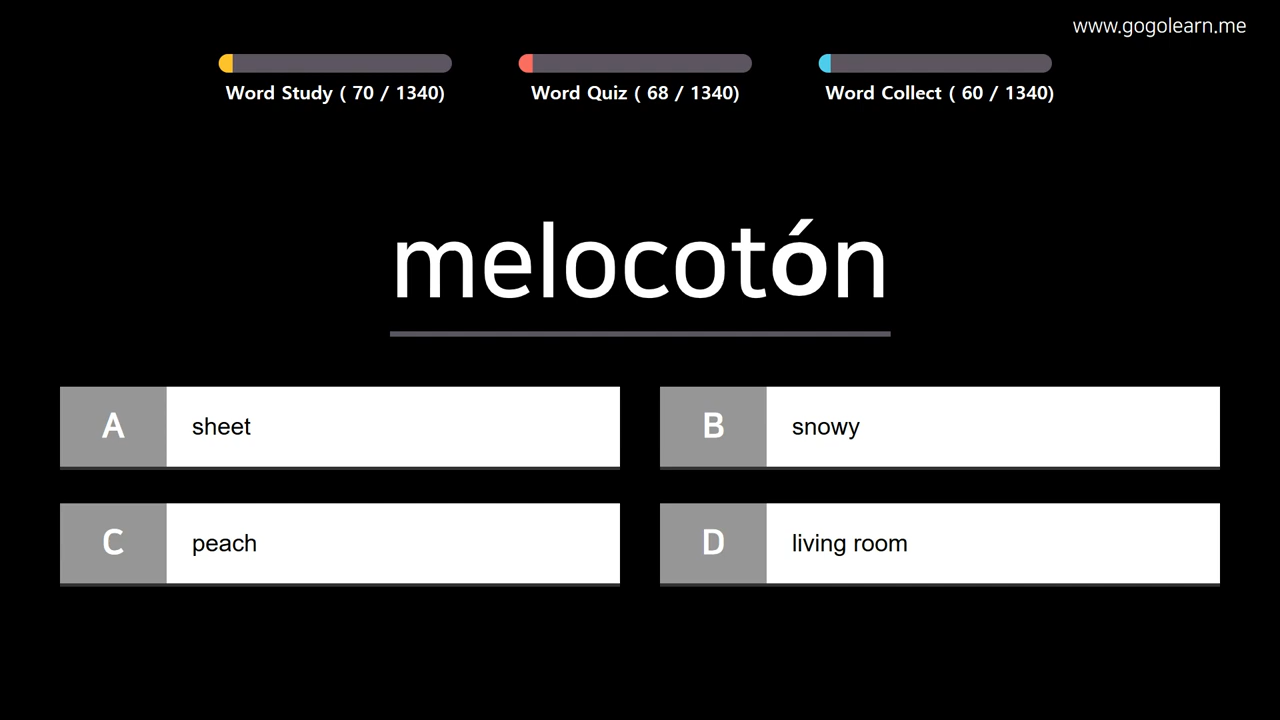 www.gogolearn.me
Word Study ( 70 / 1340)
Word Quiz ( 68 / 1340)
Word Collect ( 60 / 1340)
melocotón
A sheet
B snowy
C peach
D living room